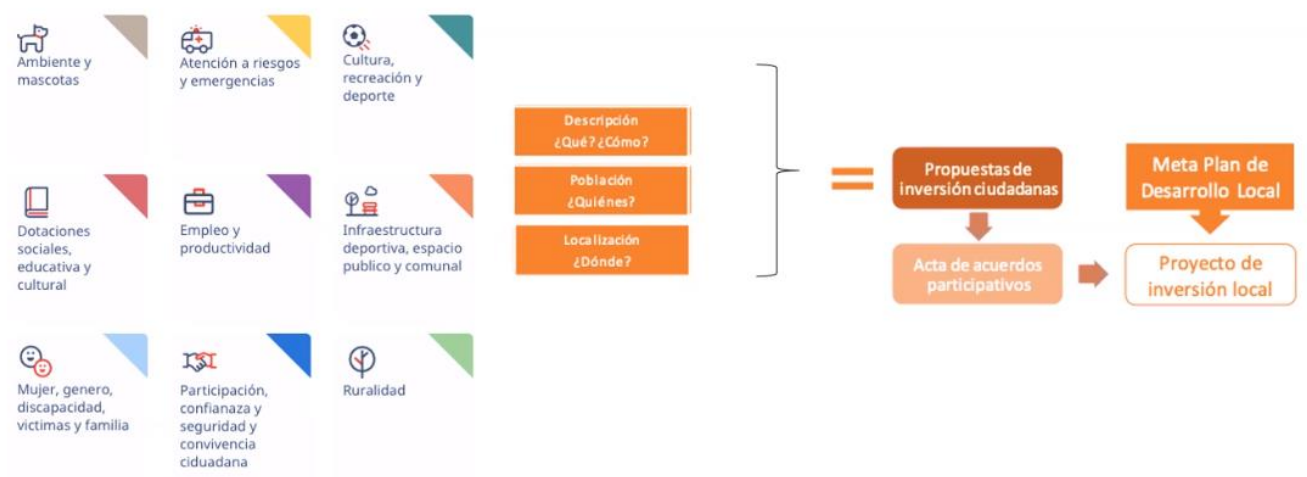 Ambiente y
mascotas
Atención a riesgos
y emergencias
Cultura,
recreación y
deporte
Dotaciones
sociales,
educativa y
cultural
Empleo y
productividad
Infraestructura
deportiva, espacio
publico y comunal
Mujer, genero,
discapacidad,
victimas y familia
Participación,
confianaza y
seguridad y
convivencia
ciduadana
Ruralidad
Descripción
¿Qué? ¿Cómo?
Población
¿Quiénes?
Localización
¿Dónde?
=
Propuestas de
inversión ciudadanas
Acta de acuerdos
participativos
Meta Plan de
Desarrollo Local
Proyecto de
inversión local